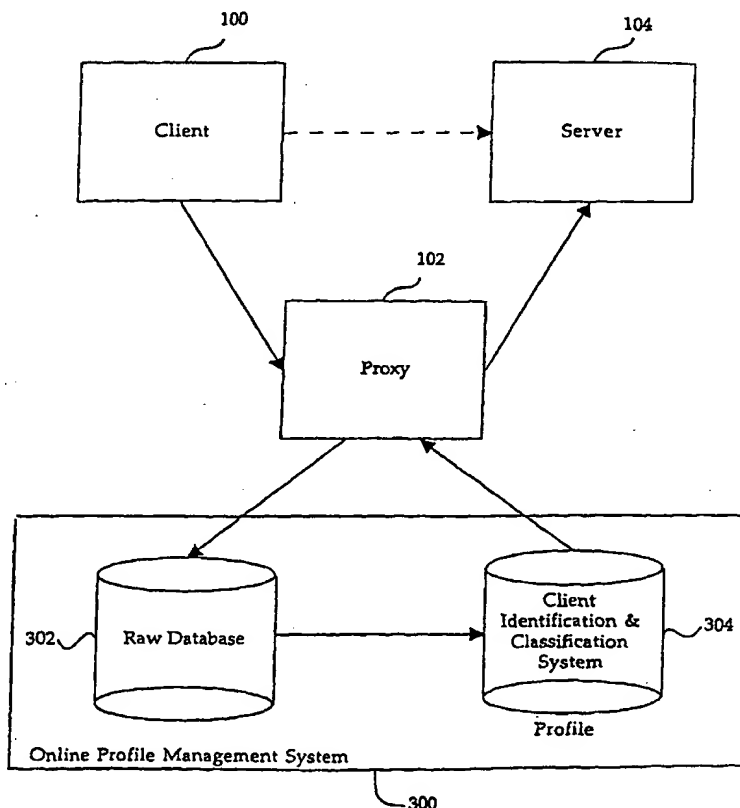 100
104
Client
Server
102
Proxy
302
Raw Database
Client
Identification &
Classification
System
304
Profile
Online Profile Management System
300